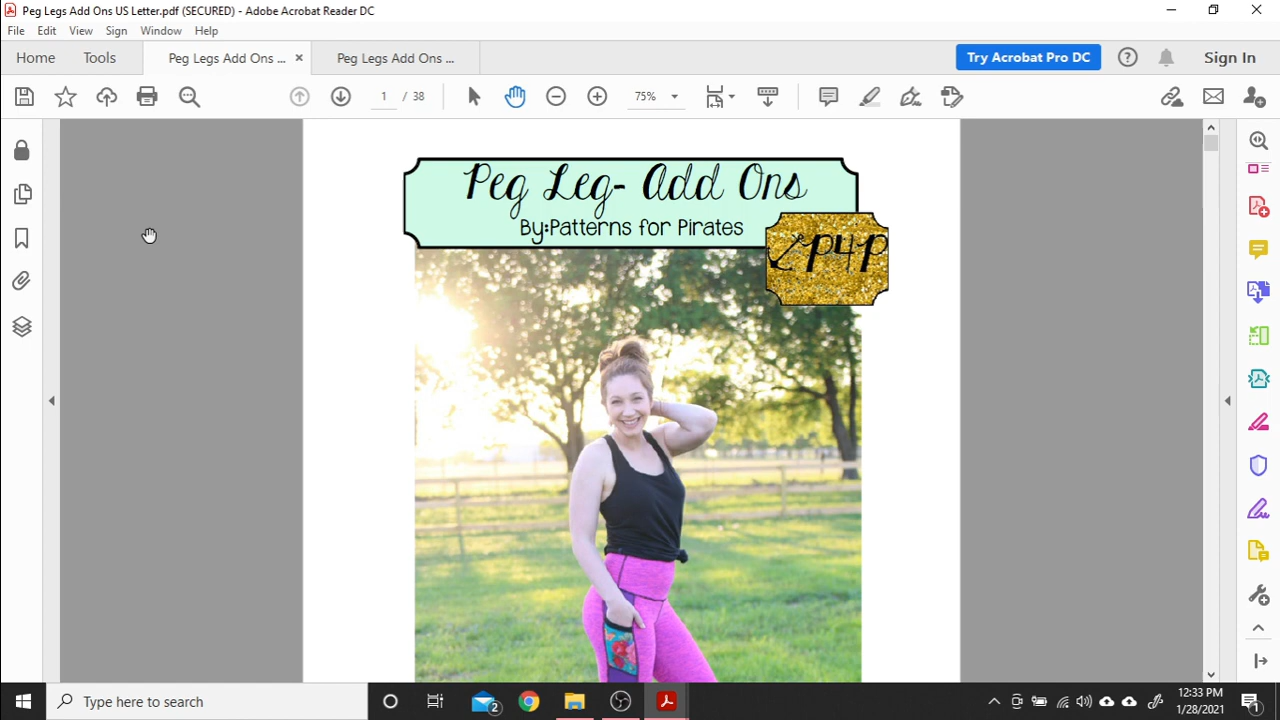 Peg Legs Add Ons US Letter.pdf (SECURED) - Adobe Acrobat Reader DC
File Edit View Sign Window Help
Home Tools Peg Legs Add Ons ... Peg Legs Add Ons ... Try Acrobat Pro DC Sign In
1 / 38 75%
Peg Leg- Add Ons
By:Patterns for Pirates
p4p
Type here to search
2
12:33 PM
1/28/2021
1